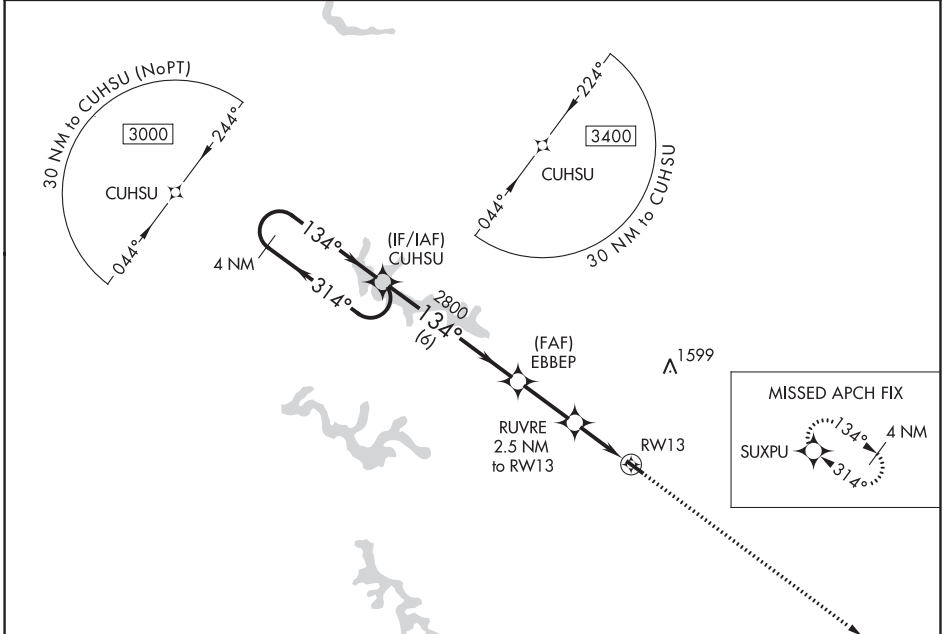 30 NM to CUHSU (NoPT)
3000
244°
CUHSU
044°
224°
3400
CUHSU
044°
30 NM to CUHSU
134°
4 NM
314°
(IF/IAF)
CUHSU
2800
134°
(6)
(FAF)
EBBEP
1599
RUVRE
2.5 NM
to RW13
RW13
MISSED APCH FIX
SUXPU
134°
4 NM
314°